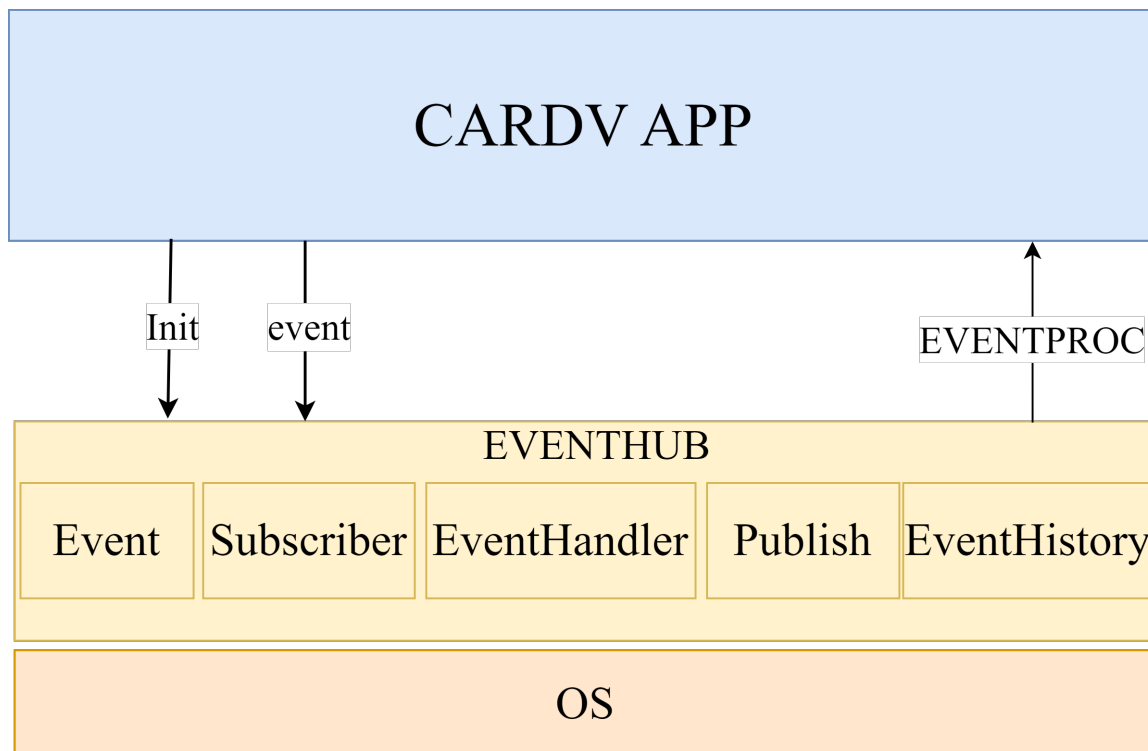 CARDV APP
Init
event
EVENTPROC
EVENTHUB
Event
Subscriber
EventHandler
Publish
EventHistory
OS